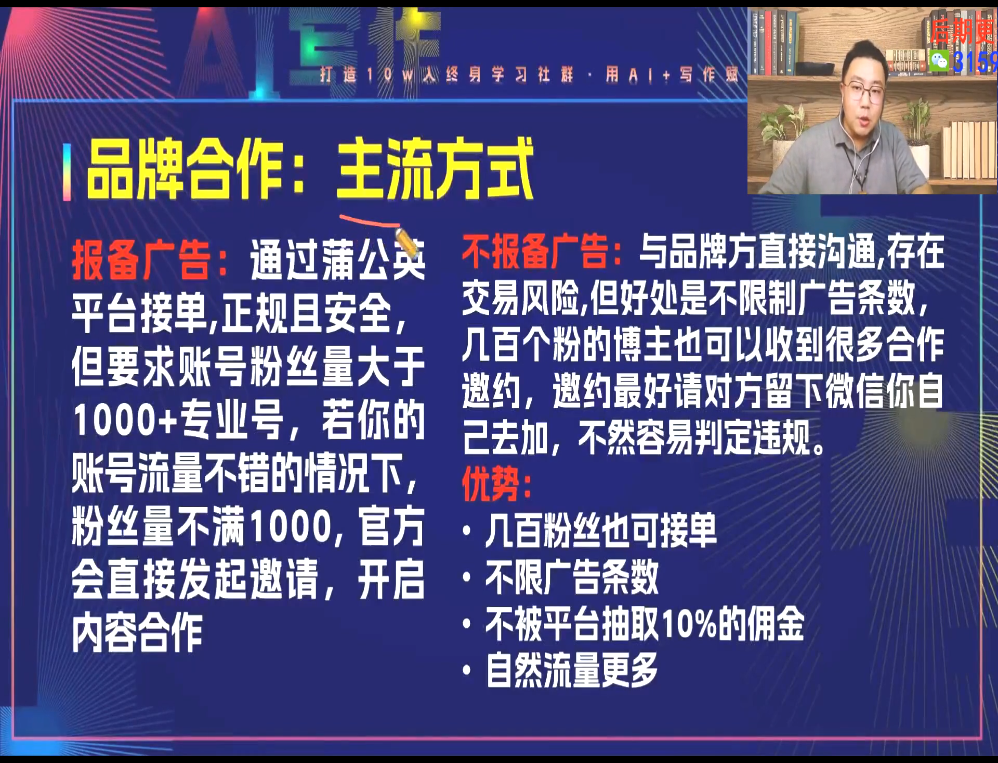 AI写作
打造10w人终身学习社群·用AI+写作赋
后期更
3159
品牌合作：主流方式
报备广告：通过蒲公英
平台接单,正规且安全，
但要求账号粉丝量大于
1000+专业号，若你的
账号流量不错的情况下，
粉丝量不满1000, 官方
会直接发起邀请，开启
内容合作
不报备广告：与品牌方直接沟通,存在
交易风险,但好处是不限制广告条数，
几百个粉的博主也可以收到很多合作
邀约，邀约最好请对方留下微信你自
己去加，不然容易判定违规。
优势：
• 几百粉丝也可接单
• 不限广告条数
• 不被平台抽取10%的佣金
• 自然流量更多